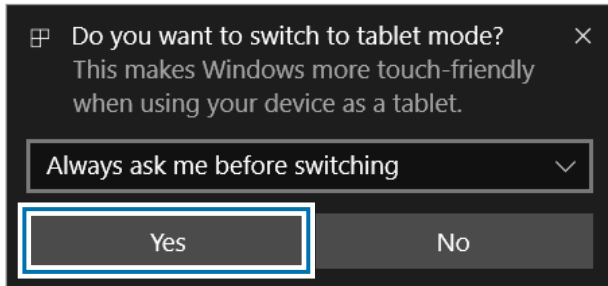 Do you want to switch to tablet mode?
This makes Windows more touch-friendly
when using your device as a tablet.
Always ask me before switching
Yes
No